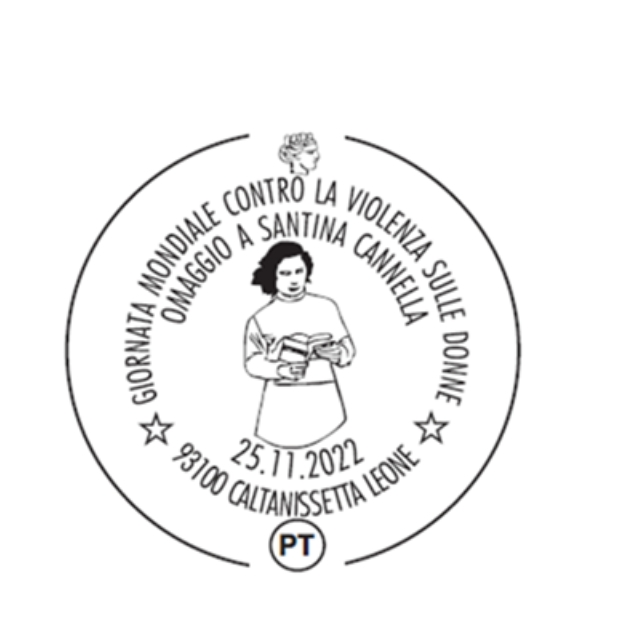 GIORNATA MONDIALE CONTRO LA VIOLENZA SULLE DONNE
OMAGGIO A SANTINA CANNELLA
25.11.2022
93100 CALTANISSETTA LEONE
PT